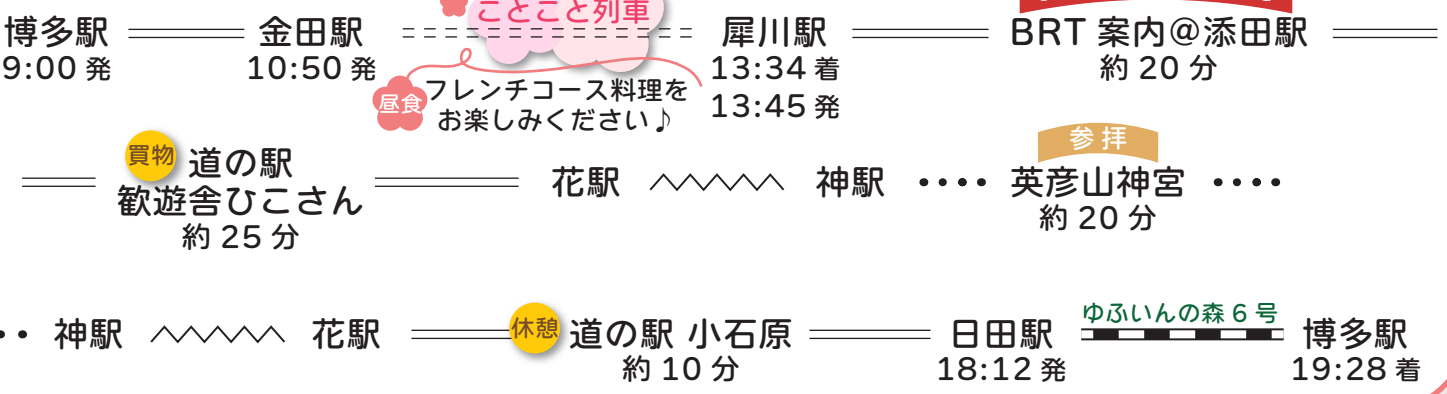 博多駅 金田駅 ことこと列車 犀川駅 BRT 案内@添田駅
9:00 発 10:50 発 13:34 着 約 20 分
昼食 フレンチコース料理を 13:45 発
お楽しみください♪
買物 道の駅 参拝
歓遊舎ひこさん 花駅 神駅 英彦山神宮
約 25 分 約 20 分
神駅 花駅 休憩 道の駅 小石原 日田駅 ゆふいんの森 6 号 博多駅
約 10 分 18:12 発 19:28 着